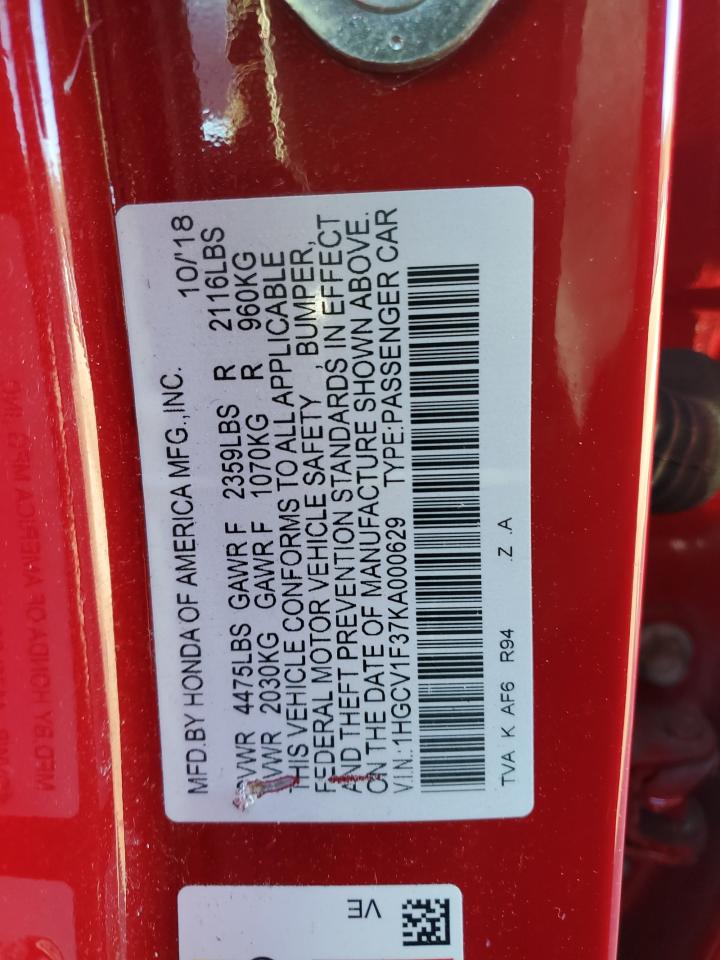 MFD.BY HONDA OF AMERICA MFG.,INC. 10/'18
GVWR 4475LBS GAWR F 2359LBS R 2116LBS
GVWR 2030KG GAWR F 1070KG R 960KG
THIS VEHICLE CONFORMS TO ALL APPLICABLE
FEDERAL MOTOR VEHICLE SAFETY, BUMPER,
AND THEFT PREVENTION STANDARDS, IN EFFECT
ON THE DATE OF MANUFACTURE SHOWN ABOVE.
V.I.N.:1HGCV1F37KA000629 TYPE:PASSENGER CAR
TVA K AF6 R94 .Z .A
VE